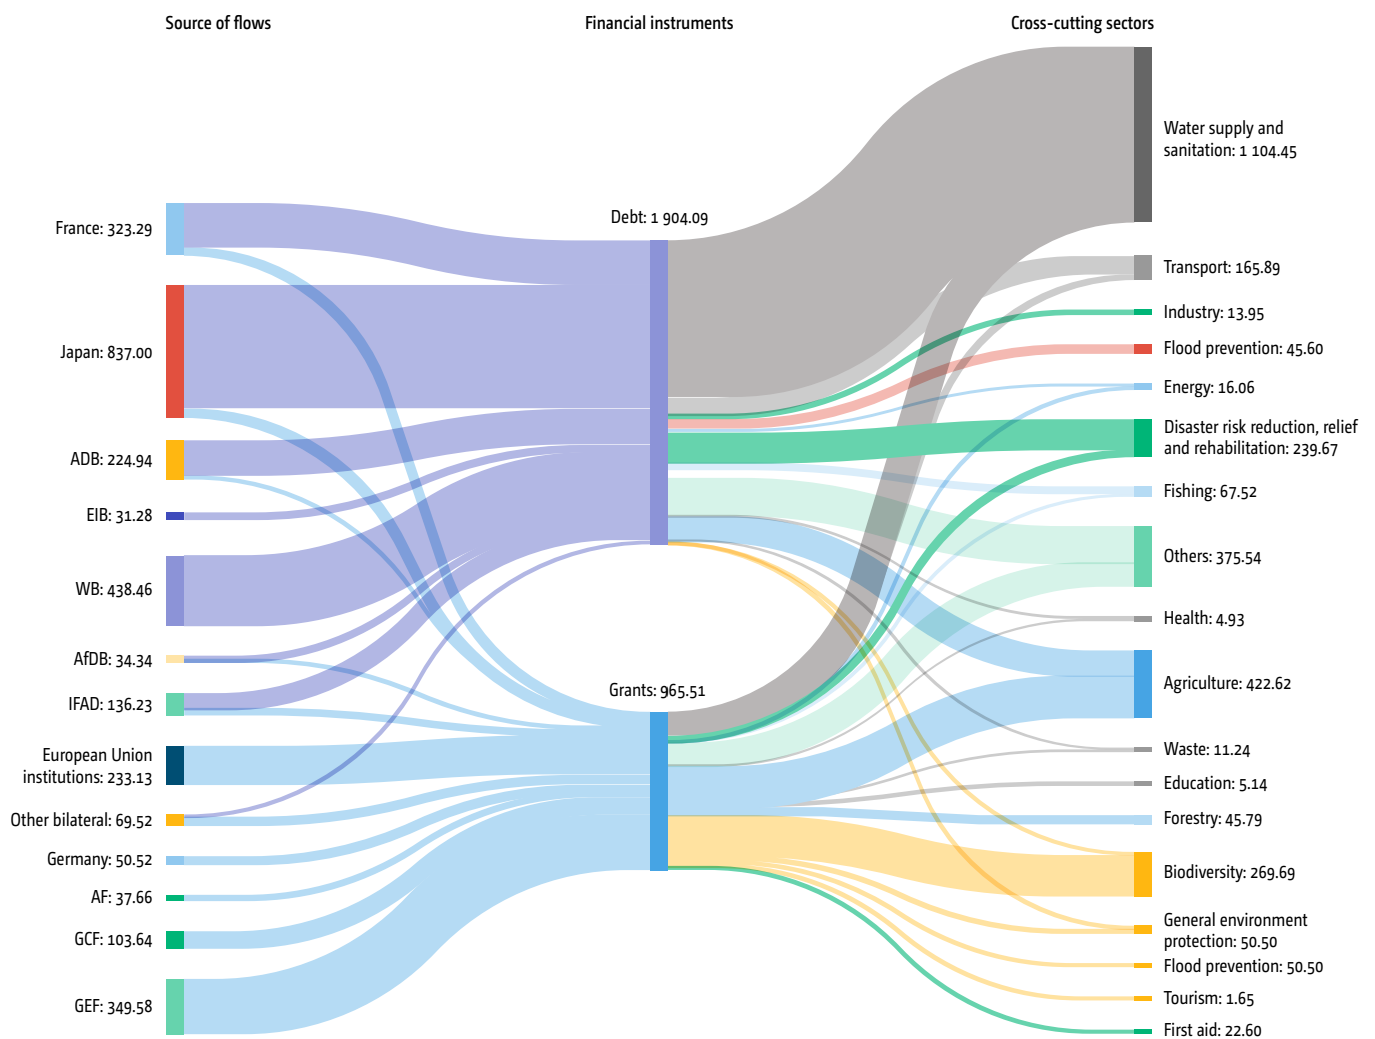 Source of flows
Financial instruments
Cross-cutting sectors
France: 323.29
Japan: 837.00
ADB: 224.94
EIB: 31.28
WB: 438.46
AfDB: 34.34
IFAD: 136.23
European Union
institutions: 233.13
Other bilateral: 69.52
Germany: 50.52
AF: 37.66
GCF: 103.64
GEF: 349.58
Debt: 1 904.09
Grants: 965.51
Water supply and
sanitation: 1 104.45
Transport: 165.89
Industry: 13.95
Flood prevention: 45.60
Energy: 16.06
Disaster risk reduction, relief
and rehabilitation: 239.67
Fishing: 67.52
Others: 375.54
Health: 4.93
Agriculture: 422.62
Waste: 11.24
Education: 5.14
Forestry: 45.79
Biodiversity: 269.69
General environment
protection: 50.50
Flood prevention: 50.50
Tourism: 1.65
First aid: 22.60